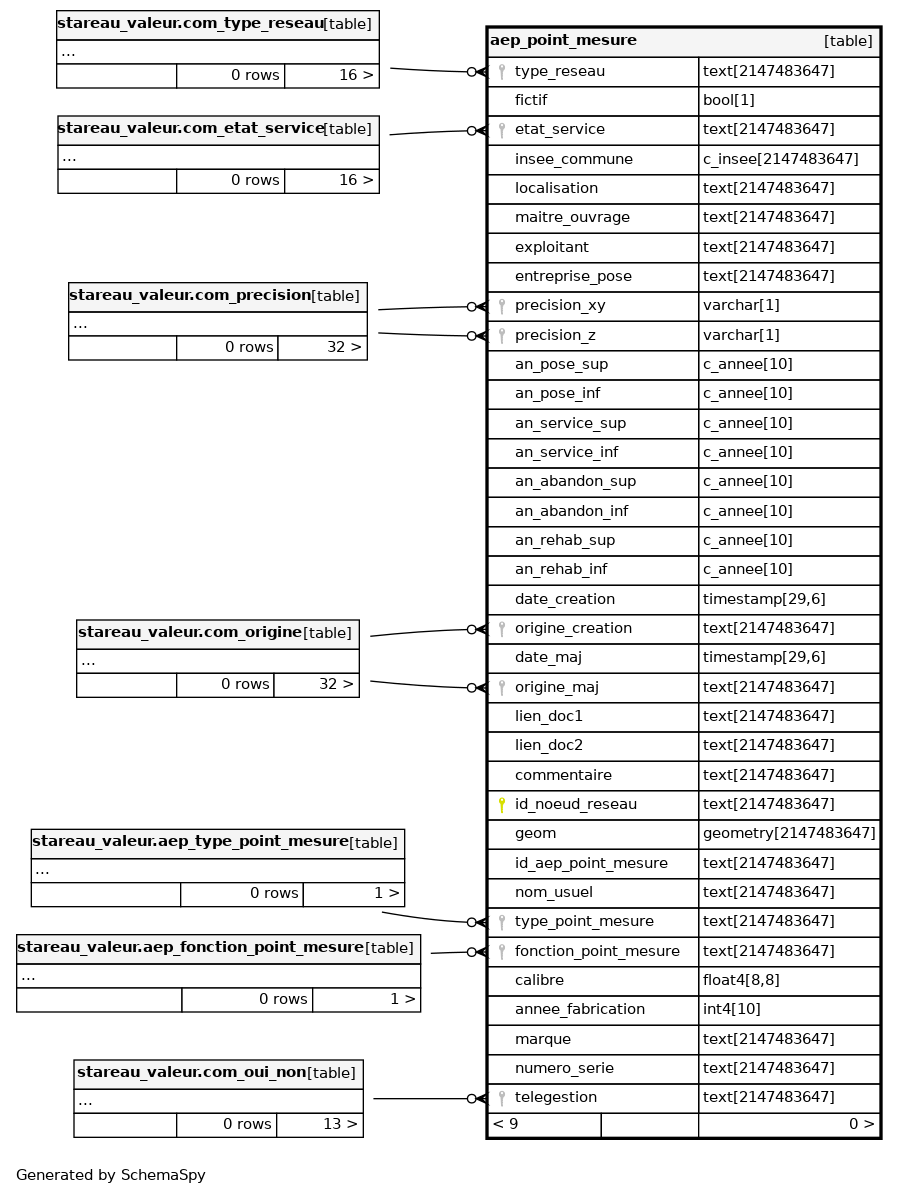 stareau_valeur.com_type_reseau[table]
...
0 rows 16 >
stareau_valeur.com_etat_service[table]
...
0 rows 16 >
stareau_valeur.com_precision[table]
...
0 rows 32 >
stareau_valeur.com_origine[table]
...
0 rows 32 >
stareau_valeur.aep_type_point_mesure[table]
...
0 rows 1 >
stareau_valeur.aep_fonction_point_mesure[table]
...
0 rows 1 >
stareau_valeur.com_oui_non[table]
...
0 rows 13 >
aep_point_mesure [table]
type_reseau text[2147483647]
fictif bool[1]
etat_service text[2147483647]
insee_commune c_insee[2147483647]
localisation text[2147483647]
maitre_ouvrage text[2147483647]
exploitant text[2147483647]
entreprise_pose text[2147483647]
precision_xy varchar[1]
precision_z varchar[1]
an_pose_sup c_annee[10]
an_pose_inf c_annee[10]
an_service_sup c_annee[10]
an_service_inf c_annee[10]
an_abandon_sup c_annee[10]
an_abandon_inf c_annee[10]
an_rehab_sup c_annee[10]
an_rehab_inf c_annee[10]
date_creation timestamp[29,6]
origine_creation text[2147483647]
date_maj timestamp[29,6]
origine_maj text[2147483647]
lien_doc1 text[2147483647]
lien_doc2 text[2147483647]
commentaire text[2147483647]
id_noeud_reseau text[2147483647]
geom geometry[2147483647]
id_aep_point_mesure text[2147483647]
nom_usuel text[2147483647]
type_point_mesure text[2147483647]
fonction_point_mesure text[2147483647]
calibre float4[8,8]
annee_fabrication int4[10]
marque text[2147483647]
numero_serie text[2147483647]
telegestion text[2147483647]
< 9 0 >
Generated by SchemaSpy